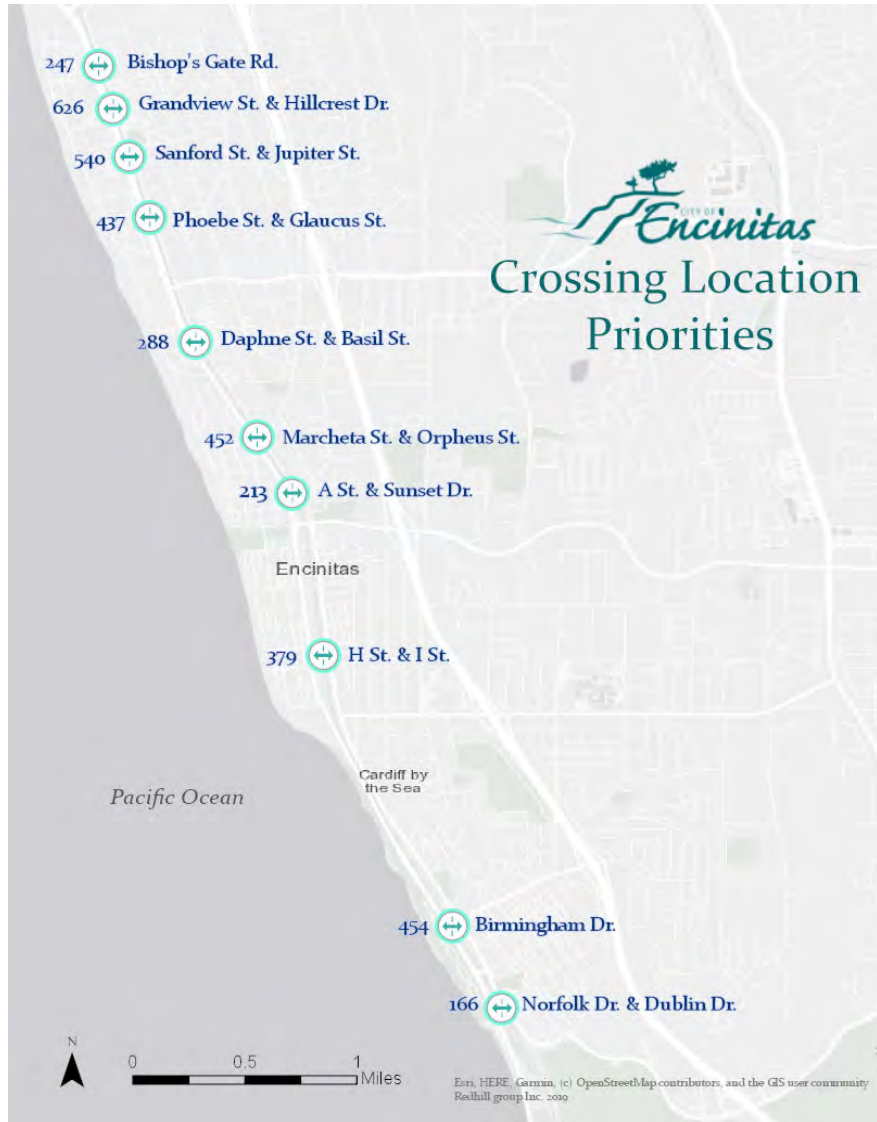 247 Bishop's Gate Rd.
626 Grandview St. & Hillcrest Dr.
540 Sanford St. & Jupiter St.
437 Phoebe St. & Glaucus St.
CITY OF
Encinitas
Crossing Location
Priorities
288 Daphne St. & Basil St.
452 Marcheta St. & Orpheus St.
213 A St. & Sunset Dr.
Encinitas
379 H St. & I St.
Cardiff by
the Sea
Pacific Ocean
454 Birmingham Dr.
166 Norfolk Dr. & Dublin Dr.
N
0 0.5 1
Miles
Esri, HERE, Garmin, (c) OpenStreetMap contributors, and the GIS user community
Redhill group Inc. 2019